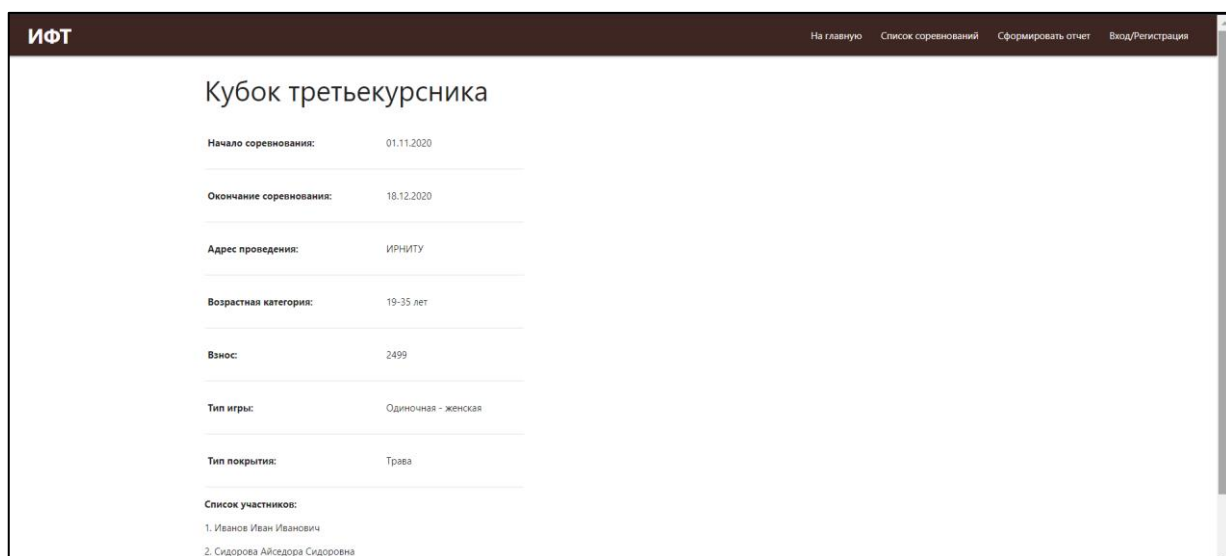 ИФТ На главную Список соревнований Сформировать отчет Вход/Регистрация
Кубок третьекурсника
Начало соревнования: 01.11.2020
Окончание соревнования: 18.12.2020
Адрес проведения: ИРНИТУ
Возрастная категория: 19-35 лет
Взнос: 2499
Тип игры: Одиночная - женская
Тип покрытия: Трава
Список участников:
1. Иванов Иван Иванович
2. Сидорова Айседора Сидоровна